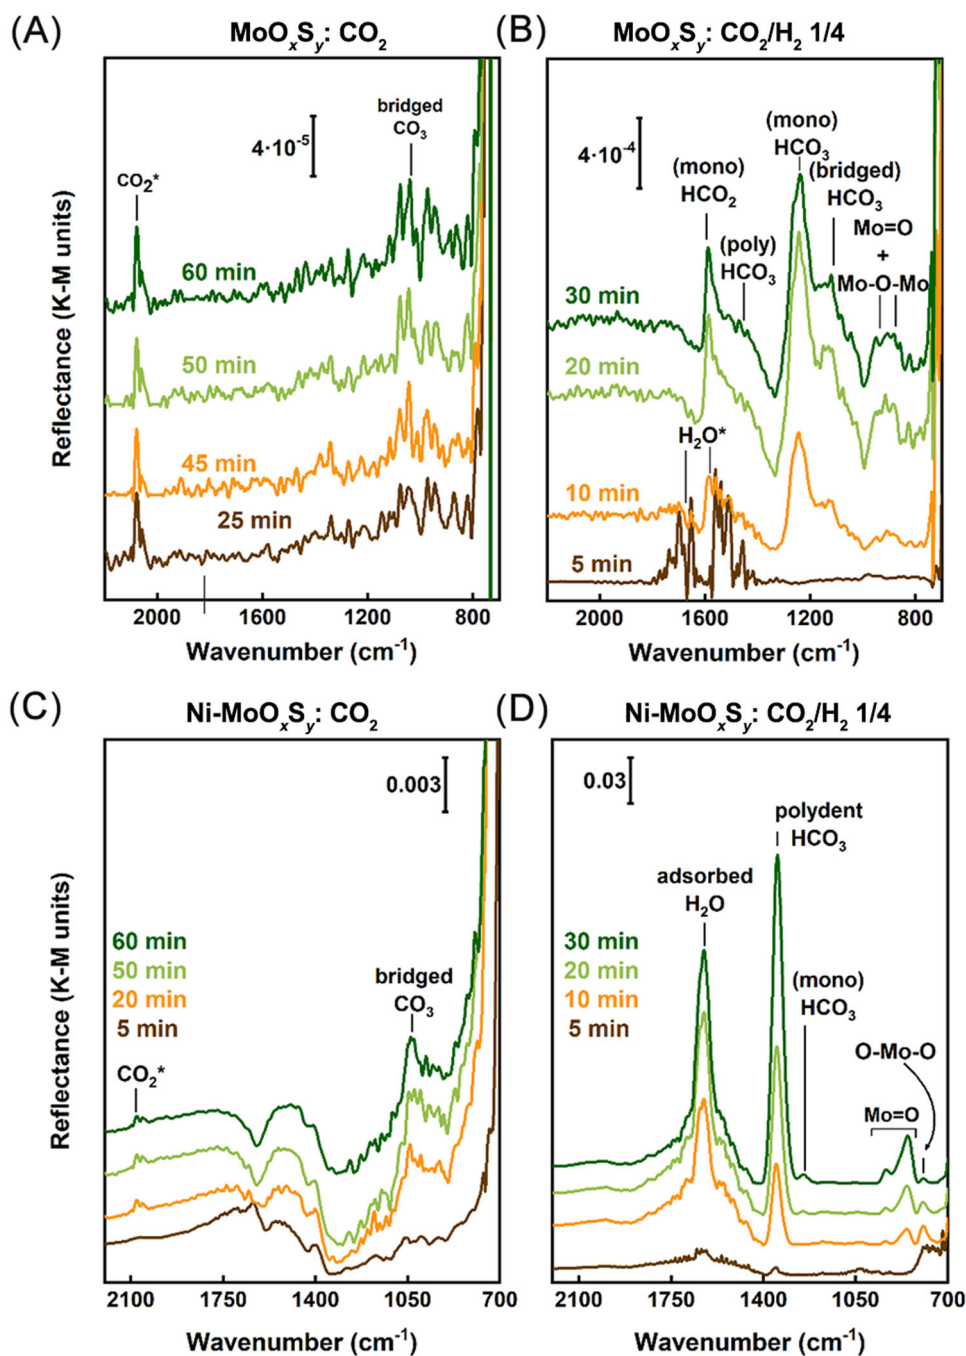 (A)
MoOxSy: CO2
4·10-5
bridged
CO3
CO2*
60 min
50 min
45 min
25 min
Reflectance (K-M units)
2000 1600 1200 800
Wavenumber (cm-1)
(B)
MoOxSy: CO2/H2 1/4
4·10-4
(mono)
HCO3
(mono)
HCO2
(bridged)
HCO3
(poly)
HCO3
Mo=O
+
Mo-O-Mo
30 min
20 min
H2O*
10 min
5 min
2000 1600 1200 800
Wavenumber (cm-1)
(C)
Ni-MoOxSy: CO2
0.003
60 min
50 min
20 min
5 min
bridged
CO3
CO2*
Reflectance (K-M units)
2100 1750 1400 1050 700
Wavenumber (cm-1)
(D)
Ni-MoOxSy: CO2/H2 1/4
0.03
polydent
HCO3
adsorbed
H2O
30 min
20 min
10 min
5 min
(mono)
HCO3
O-Mo-O
Mo=O
2100 1750 1400 1050 700
Wavenumber (cm-1)